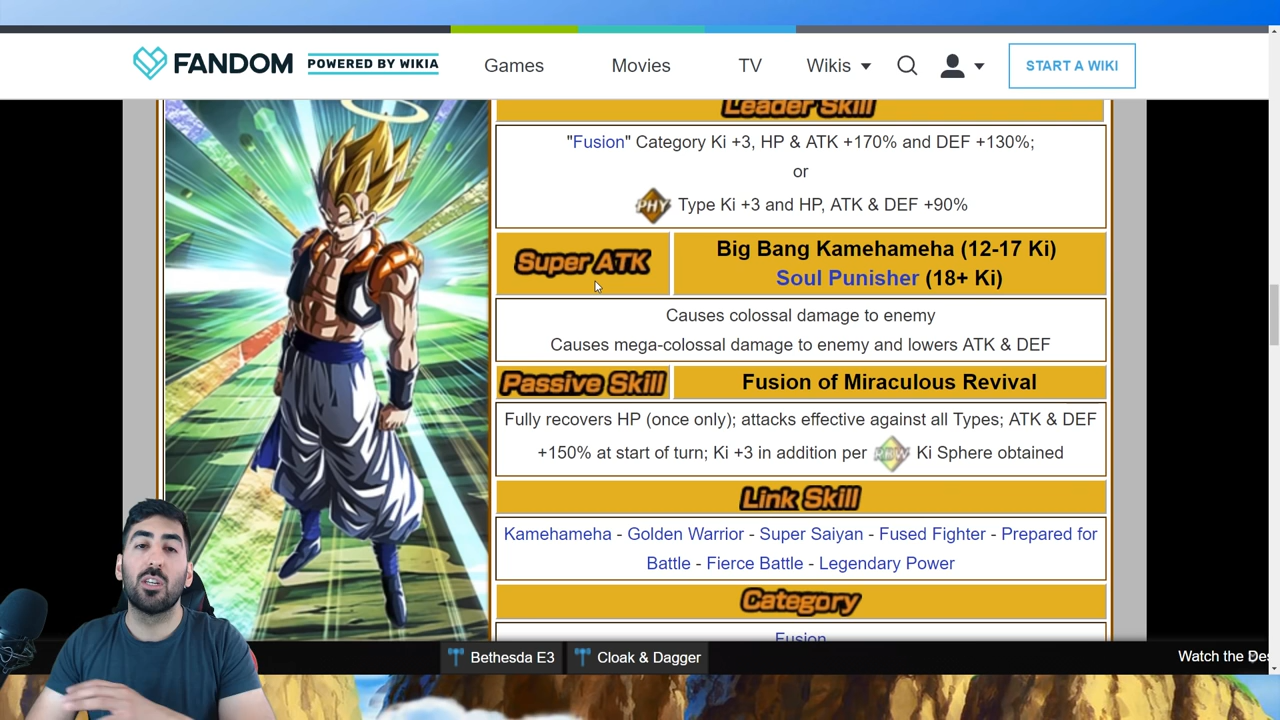 FANDOM POWERED BY WIKIA Games Movies TV Wikis START A WIKI
Leader Skill
"Fusion" Category Ki +3, HP & ATK +170% and DEF +130%;
or
PHY Type Ki +3 and HP, ATK & DEF +90%
Super ATK
Big Bang Kamehameha (12-17 Ki)
Soul Punisher (18+ Ki)
Causes colossal damage to enemy
Causes mega-colossal damage to enemy and lowers ATK & DEF
Passive Skill
Fusion of Miraculous Revival
Fully recovers HP (once only); attacks effective against all Types; ATK & DEF
+150% at start of turn; Ki +3 in addition per RBW Ki Sphere obtained
Link Skill
Kamehameha - Golden Warrior - Super Saiyan - Fused Fighter - Prepared for
Battle - Fierce Battle - Legendary Power
Category
Fusion
Bethesda E3 Cloak & Dagger Watch the